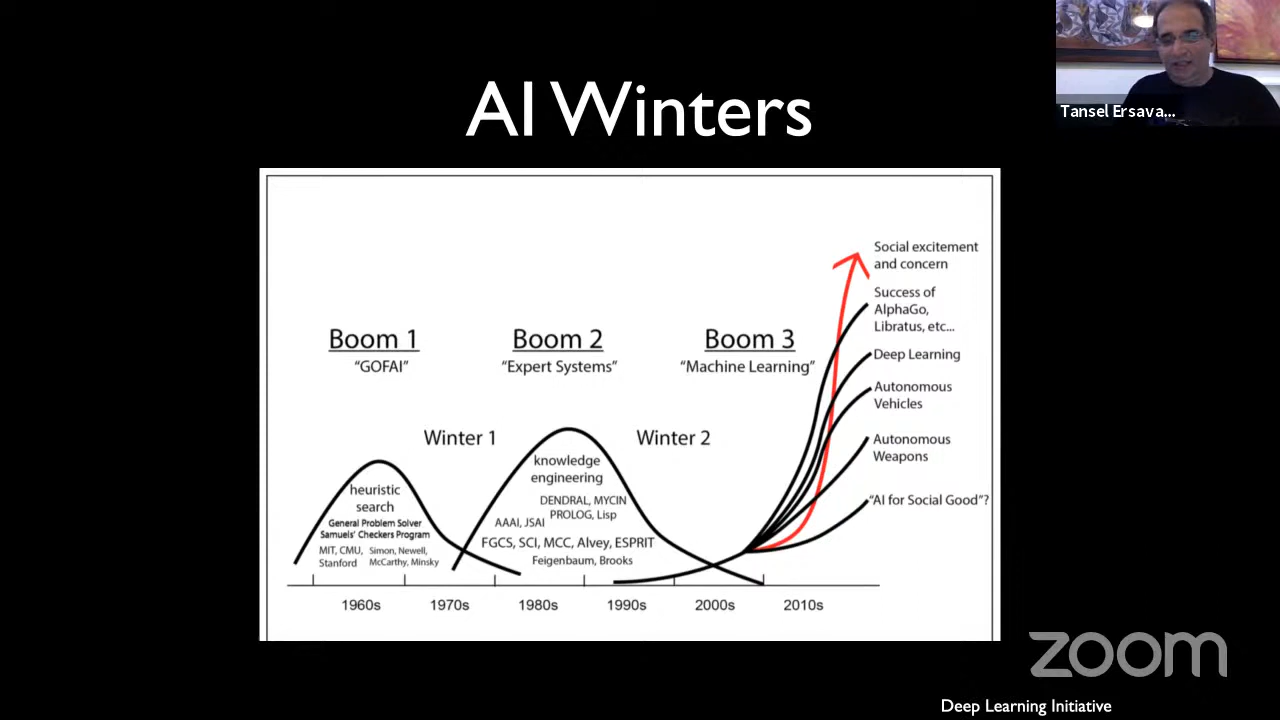 AI Winters
Tansel Ersava...
Social excitement
and concern
Success of
AlphaGo,
Libratus, etc...
Deep Learning
Autonomous
Vehicles
Autonomous
Weapons
"AI for Social Good"?
Boom 1
"GOFAI"
Boom 2
"Expert Systems"
Boom 3
"Machine Learning"
Winter 1
Winter 2
heuristic
search
General Problem Solver
Samuels' Checkers Program
MIT, CMU,
Stanford
Simon, Newell,
McCarthy, Minsky
knowledge
engineering
DENDRAL, MYCIN
PROLOG, Lisp
AAAI, JSAI
FGCS, SCI, MCC, Alvey, ESPRIT
Feigenbaum, Brooks
1960s 1970s 1980s 1990s 2000s 2010s
zoom
Deep Learning Initiative